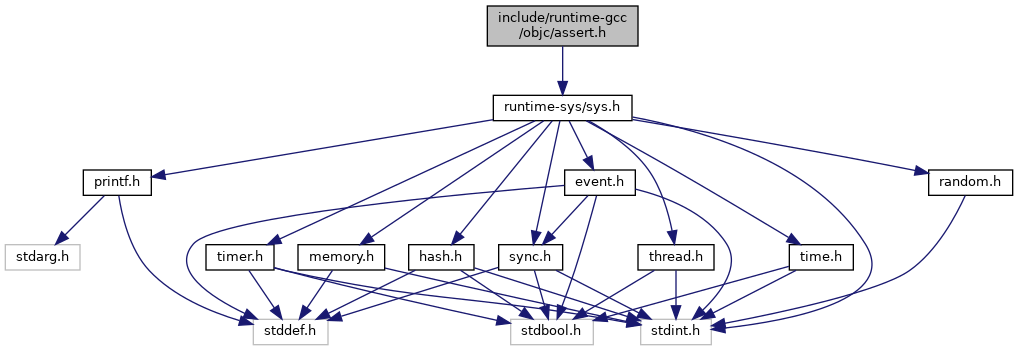 include/runtime-gcc
/objc/assert.h
runtime-sys/sys.h
printf.h
event.h
random.h
stdarg.h
timer.h
memory.h
hash.h
sync.h
thread.h
time.h
stddef.h
stdbool.h
stdint.h